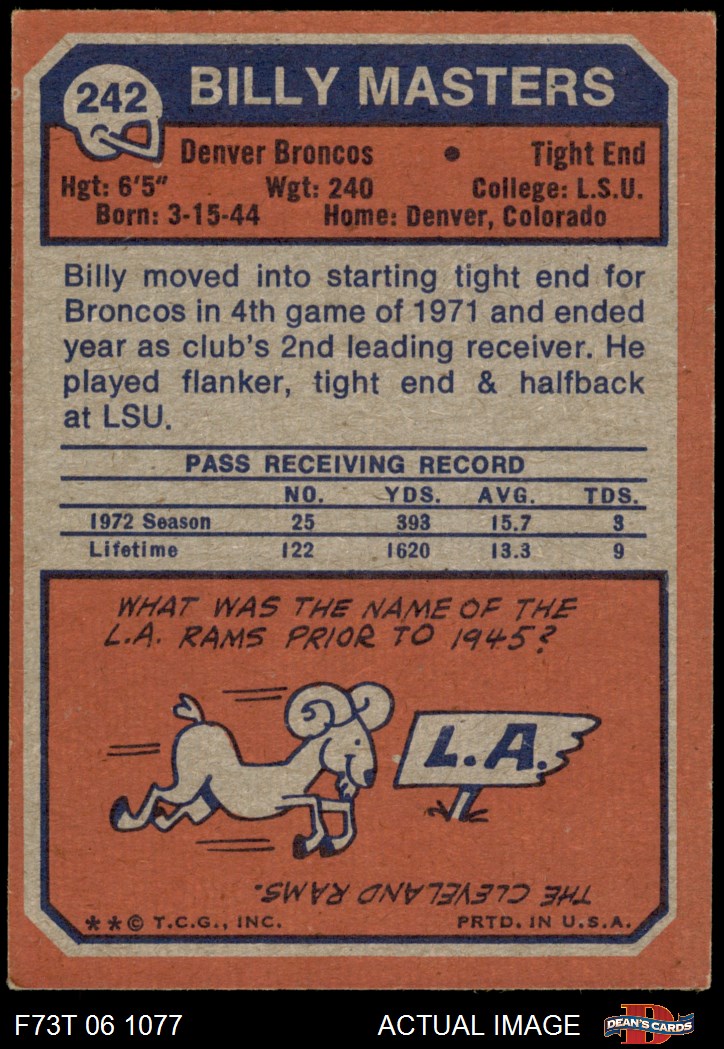 242
BILLY MASTERS
Denver Broncos • Tight End
Hgt: 6'5" Wgt: 240 College: L.S.U.
Born: 3-15-44 Home: Denver, Colorado
Billy moved into starting tight end for
Broncos in 4th game of 1971 and ended
year as club's 2nd leading receiver. He
played flanker, tight end & halfback
at LSU.
PASS RECEIVING RECORD
NO. YDS. AVG. TDS.
1972 Season 25 393 15.7 3
Lifetime 122 1620 13.3 9
WHAT WAS THE NAME OF THE
L.A. RAMS PRIOR TO 1945?
L.A.
THE CLEVELAND RAMS.
**© T.C.G., INC. PRTD. IN U.S.A.
F73T 06 1077 ACTUAL IMAGE D DEAN'S CARDS